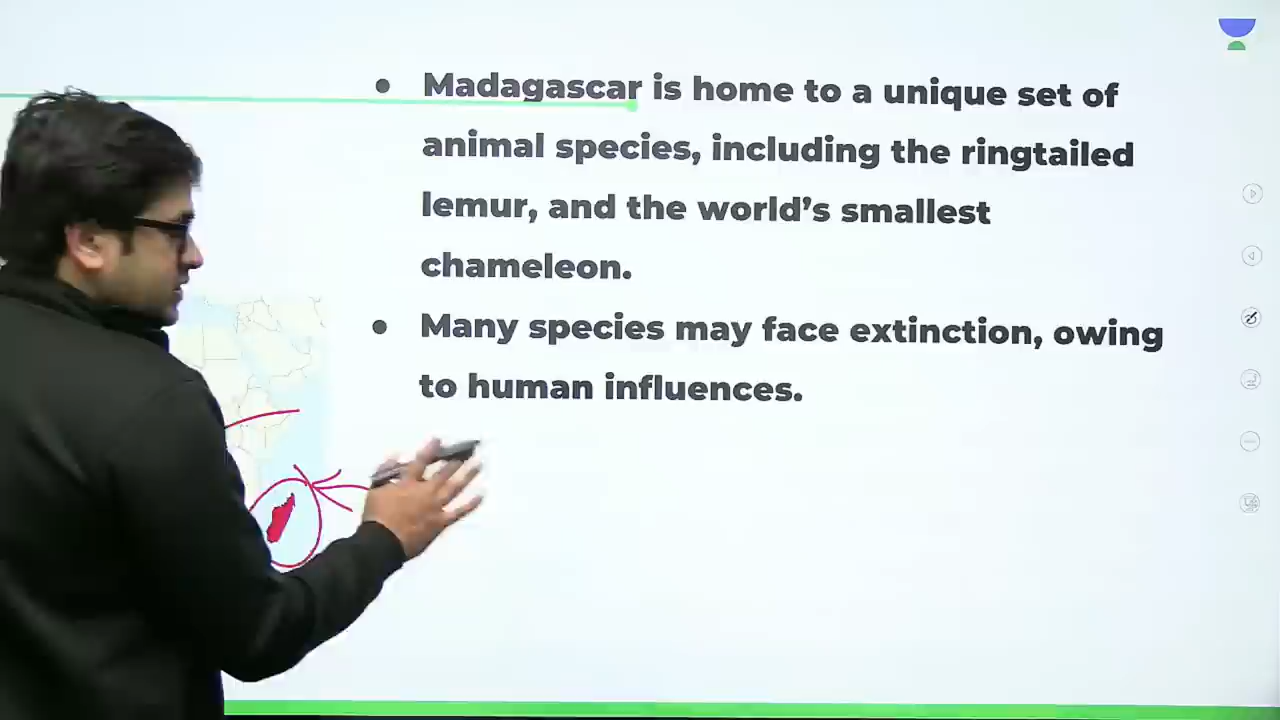 Madagascar is home to a unique set of
animal species, including the ringtailed
lemur, and the world’s smallest
chameleon.
Many species may face extinction, owing
to human influences.